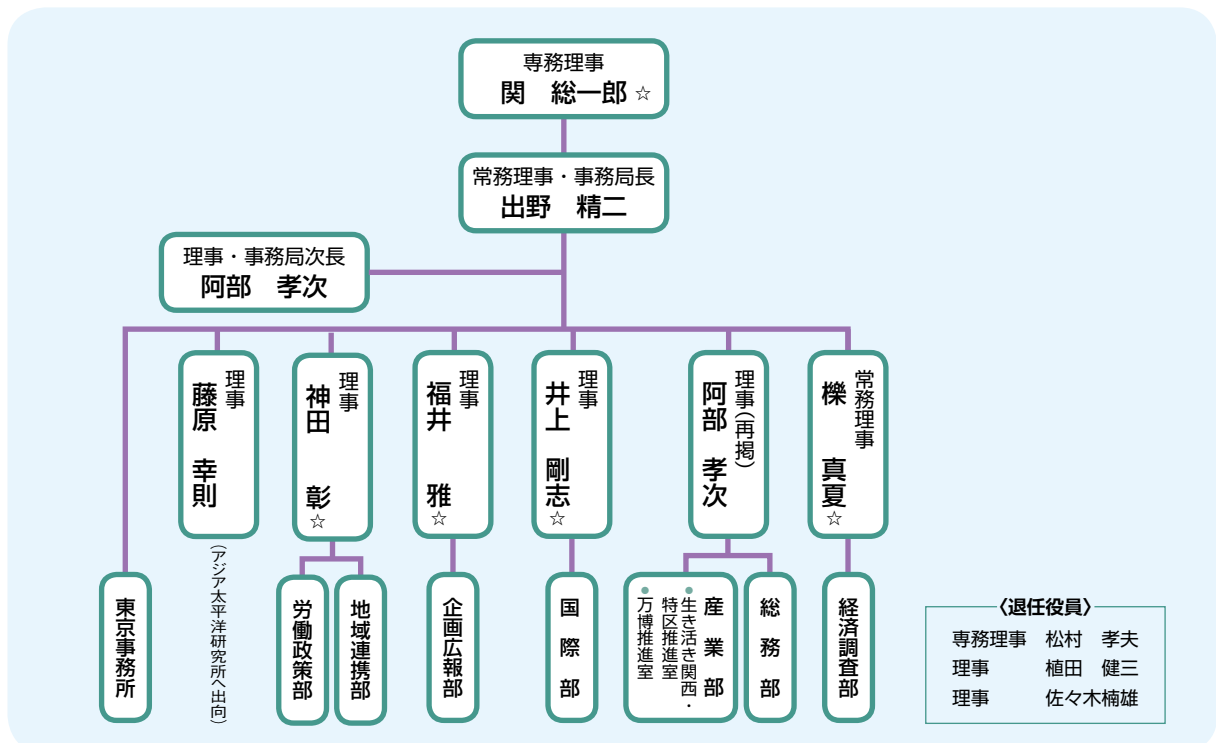 専務理事
関　総一郎 ☆
常務理事・事務局長
出野　精二
理事・事務局次長
阿部　孝次
常務理事
櫟　真夏☆
理事(再掲)
阿部　孝次
理事
井上　剛志☆
理事
福井　雅☆
理事
神田　彰☆
理事
藤原　幸則
(アジア太平洋研究所へ出向)
経済調査部
総務部
産業部
●生き活き関西・
特区推進室
●万博推進室
国際部
企画広報部
地域連携部
労働政策部
東京事務所
〈退任役員〉
専務理事　松村　孝夫
理事　植田　健三
理事　佐々木楠雄